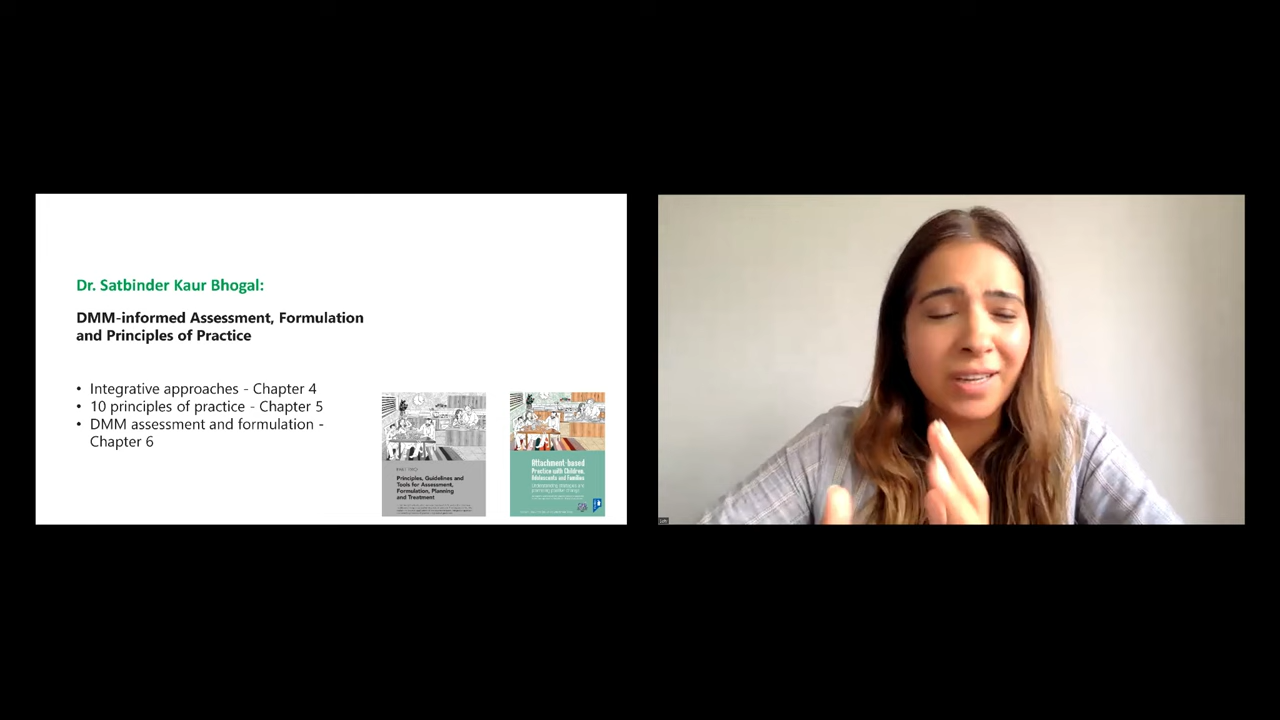 Dr. Satbinder Kaur Bhogal:
DMM-informed Assessment, Formulation
and Principles of Practice
• Integrative approaches - Chapter 4
• 10 principles of practice - Chapter 5
• DMM assessment and formulation -
Chapter 6
PART TWO
Principles, Guidelines and
Tools for Assessment,
Formulation, Planning
and Treatment
Attachment-based
Practice with Children,
Adolescents and Families